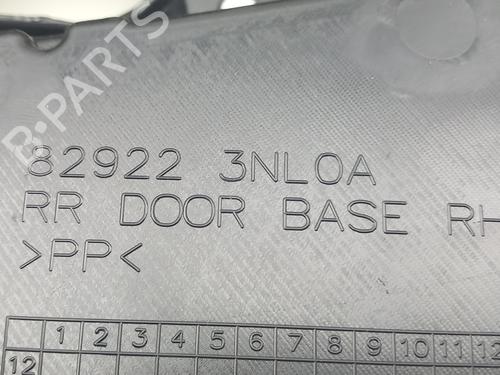 B-PARTS
82922 3NL0A
RR DOOR BASE RH
>PP<
1 2 3 4 5 6 7 8 9 10 11 12
12